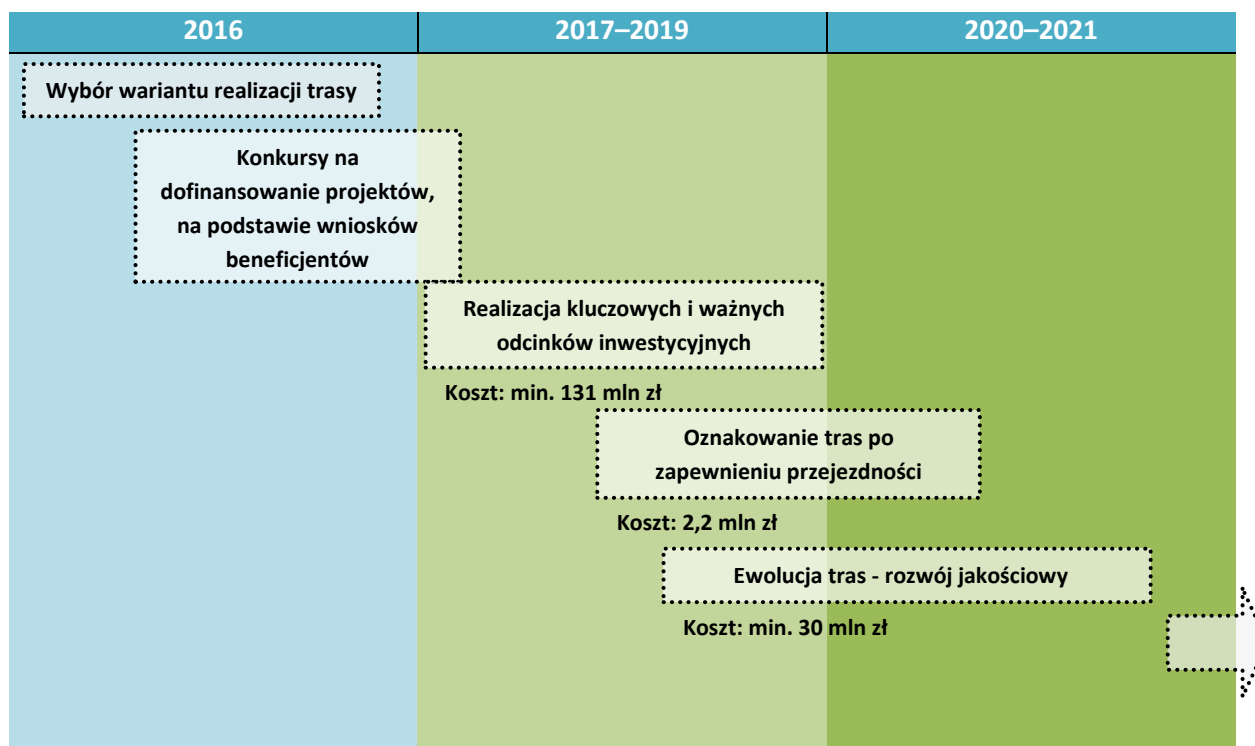 2016
2017–2019
2020–2021
Wybór wariantu realizacji trasy
Konkursy na
dofinansowanie projektów,
na podstawie wniosków
beneficjentów
Realizacja kluczowych i ważnych
odcinków inwestycyjnych
Koszt: min. 131 mln zł
Oznakowanie tras po
zapewnieniu przejezdności
Koszt: 2,2 mln zł
Ewolucja tras - rozwój jakościowy
Koszt: min. 30 mln zł